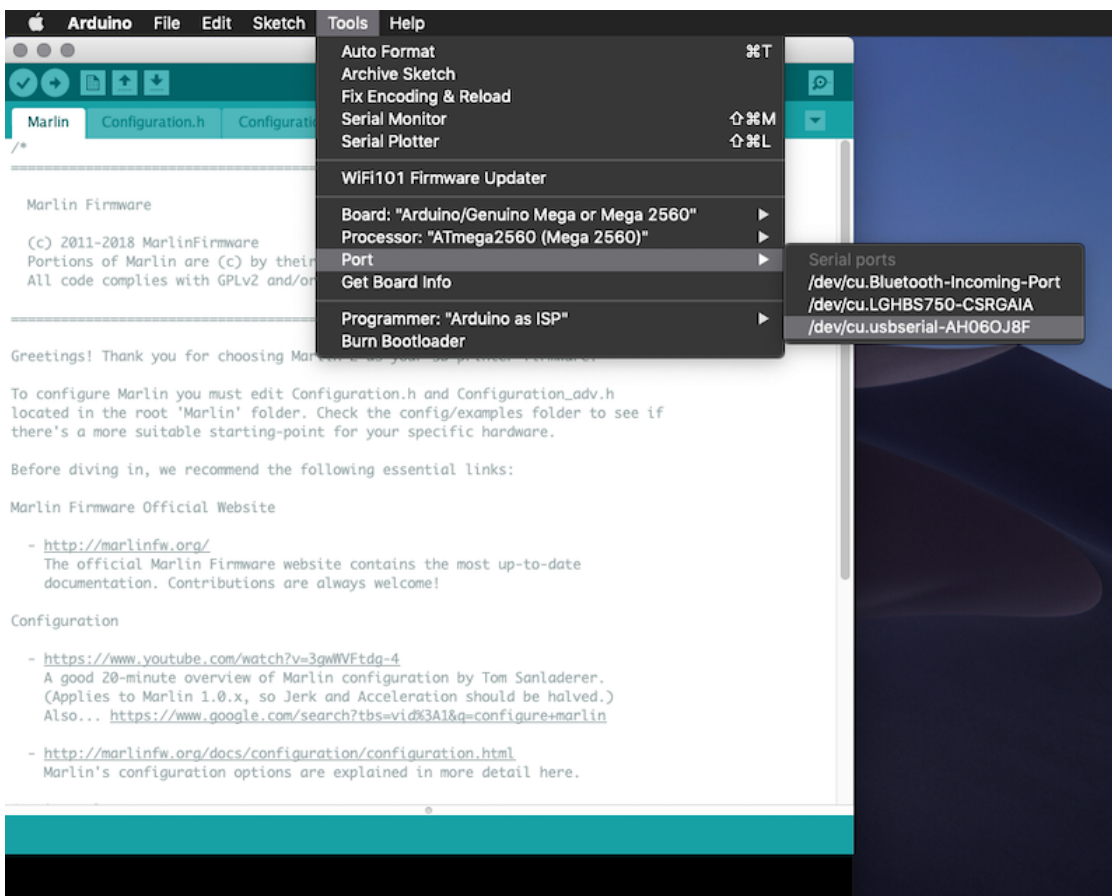 Arduino File Edit Sketch Tools Help
Auto Format ⌘T
Archive Sketch
Fix Encoding & Reload
Serial Monitor ⇧⌘M
Serial Plotter ⇧⌘L
WiFi101 Firmware Updater
Board: "Arduino/Genuino Mega or Mega 2560"
Processor: "ATmega2560 (Mega 2560)"
Port
Get Board Info
Programmer: "Arduino as ISP"
Burn Bootloader
Serial ports
/dev/cu.Bluetooth-Incoming-Port
/dev/cu.LGHBS750-CSRGAIA
/dev/cu.usbserial-AH06OJ8F
Marlin Configuration.h
/*
Marlin Firmware
(c) 2011-2018 MarlinFirmware
Portions of Marlin are (c) by their
All code complies with GPLv2 and/or
Greetings! Thank you for choosing
To configure Marlin you must edit Configuration.h and Configuration_adv.h
located in the root 'Marlin' folder. Check the config/examples folder to see if
there's a more suitable starting-point for your specific hardware.
Before diving in, we recommend the following essential links:
Marlin Firmware Official Website
- http://marlinfw.org/
The official Marlin Firmware website contains the most up-to-date
documentation. Contributions are always welcome!
Configuration
- https://www.youtube.com/watch?v=3gwWVFtdg-4
A good 20-minute overview of Marlin configuration by Tom Sanladerer.
(Applies to Marlin 1.0.x, so Jerk and Acceleration should be halved.)
Also... https://www.google.com/search?tbs=vid%3A1&q=configure+marlin
- http://marlinfw.org/docs/configuration/configuration.html
Marlin's configuration options are explained in more detail here.